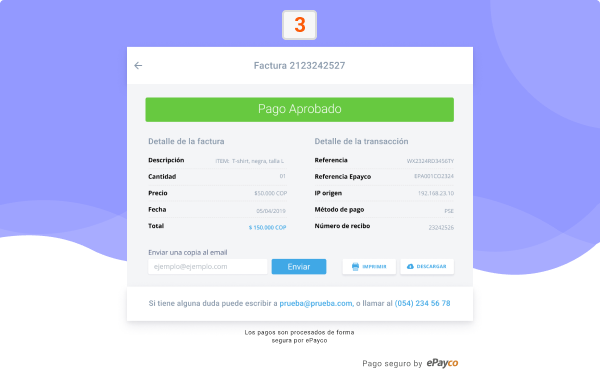 3
Factura 2123242527
Pago Aprobado
Detalle de la factura
Descripción ITEM: T-shirt, negra, talla L
Cantidad 01
Precio $50.000 COP
Fecha 05/04/2019
Total $ 150.000 COP
Detalle de la transacción
Referencia WX2324RD34567Y
Referencia Epayco EPAY01CO2324
IP origen 192.168.23.10
Método de pago PSE
Número de recibo 23242526
Enviar una copia al email
ejemplo@ejemplo.com Enviar IMPRIMIR DESCARGAR
Si tiene alguna duda puede escribir a prueba@prueba.com, o llamar al (054) 234 56 78
Los pagos son procesados de forma
segura por ePayco
Pago seguro by ePayco